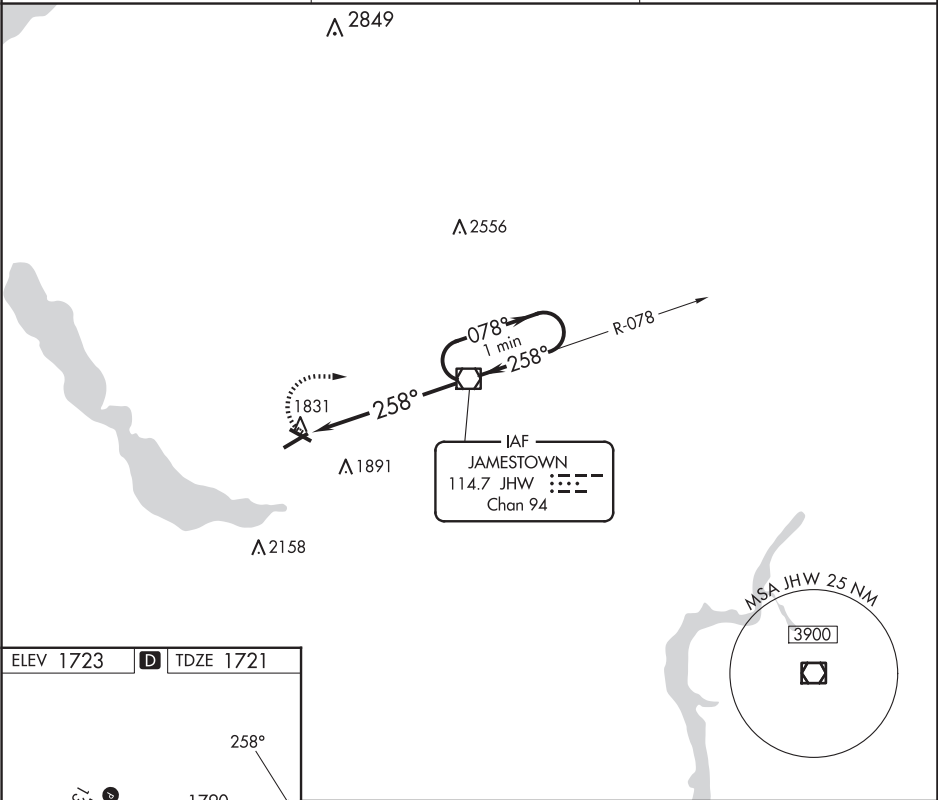 2849
2556
R-078
078°
1 min
258°
258°
1831
1891
IAF
JAMESTOWN
114.7 JHW
Chan 94
2158
MSA JHW 25 NM
3900
ELEV 1723 D TDZE 1721
258°